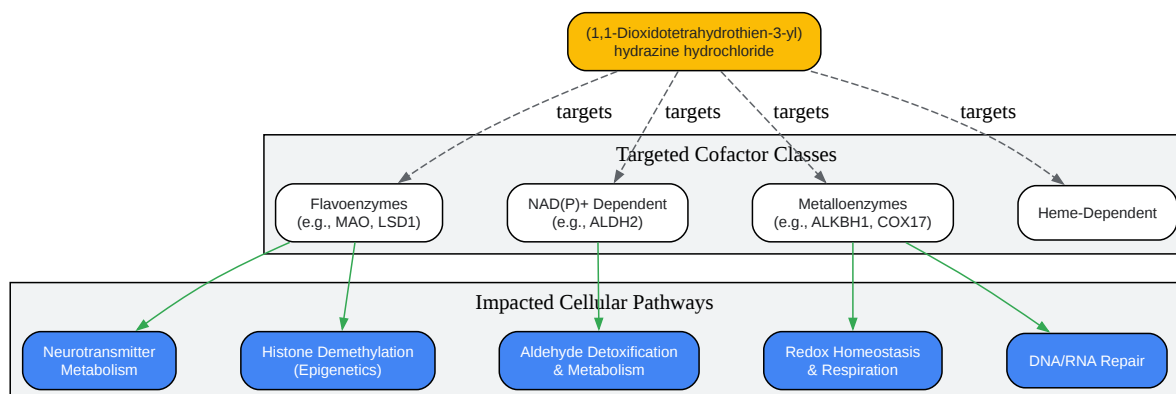 (1,1-Dioxidotetrahydrothien-3-yl)
hydrazine hydrochloride
targets
targets
targets
targets
Targeted Cofactor Classes
Flavoenzymes
(e.g., MAO, LSD1)
NAD(P)+ Dependent
(e.g., ALDH2)
Metalloenzymes
(e.g., ALKBH1, COX17)
Heme-Dependent
Impacted Cellular Pathways
Neurotransmitter
Metabolism
Histone Demethylation
(Epigenetics)
Aldehyde Detoxification
& Metabolism
Redox Homeostasis
& Respiration
DNA/RNA Repair